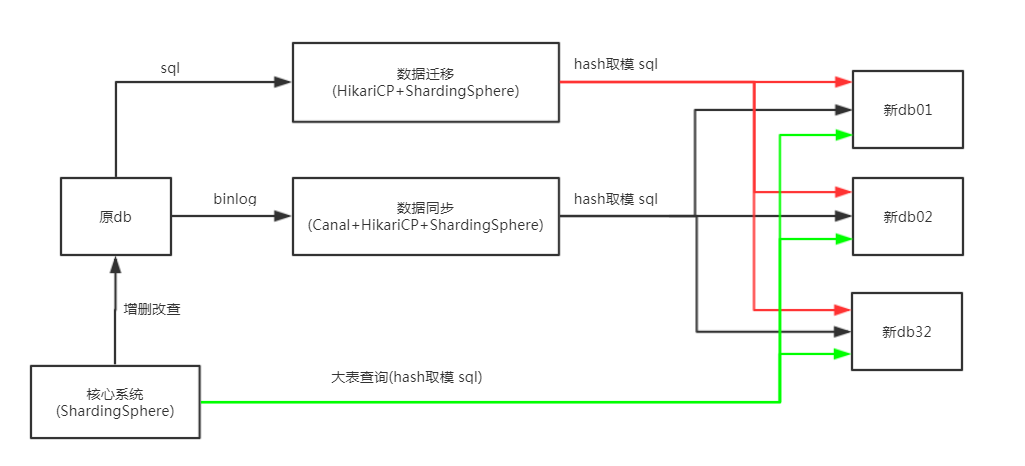 sql
数据迁移
(HikariCP+ShardingSphere)
hash取模 sql
新db01
原db
binlog
数据同步
(Canal+HikariCP+ShardingSphere)
hash取模 sql
新db02
增删改查
新db32
核心系统
(ShardingSphere)
大表查询(hash取模 sql)